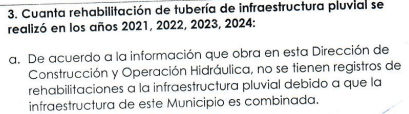 3. Cuanta rehabilitación de tubería de infraestructura pluvial se
realizó en los años 2021, 2022, 2023, 2024:
a. De acuerdo a la información que obra en esta Dirección de
Construcción y Operación Hidráulica, no se tienen registros de
rehabilitaciones a la infraestructura pluvial debido a que la
infraestructura de este Municipio es combinada.